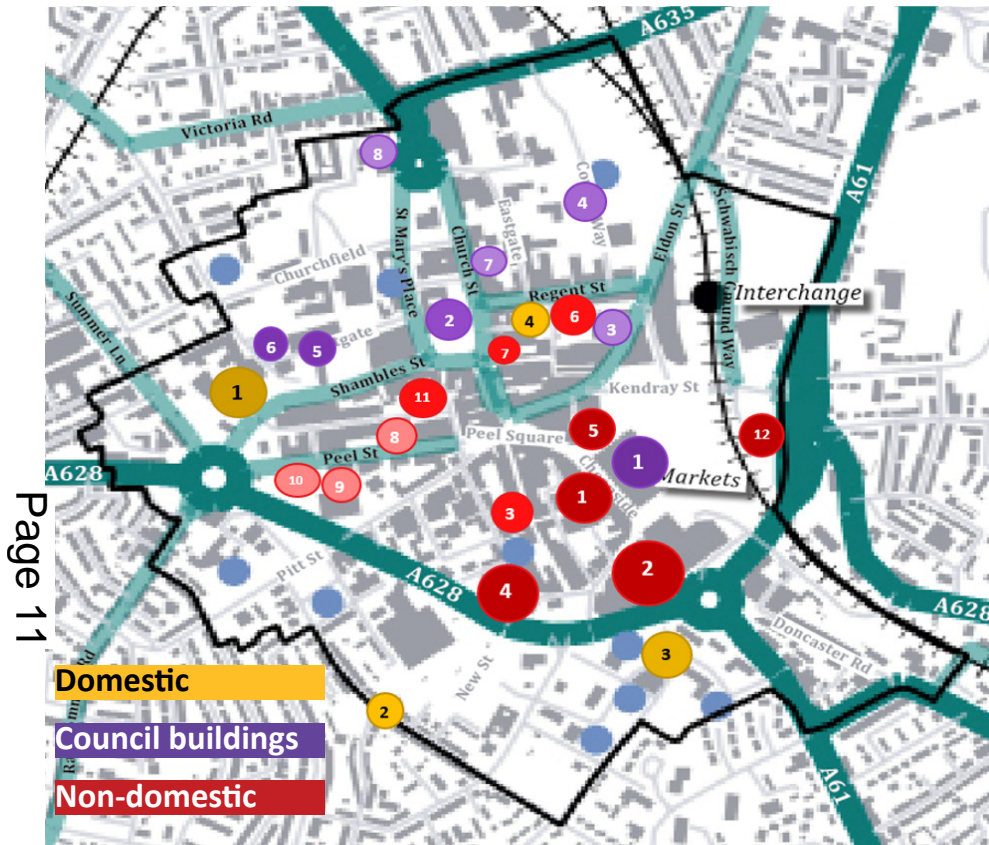 A635
Victoria Rd
8
A61
4
Eastgate
Way
St Mary's Place
Church St
Eldon St
Schwabisch Gmund Way
Churchfield
7
Interchange
Summer Ln
Regent St
2
4
6
3
6
5
7
Shambles St
1
Kendray St
11
8
Peel Square
5
12
Peel St
1
Markets
A628
10
9
1
3
Page 11
Pitt St
A628
4
2
A628
Doncaster Rd
3
New St
Domestic
2
Council buildings
Non-domestic
A61